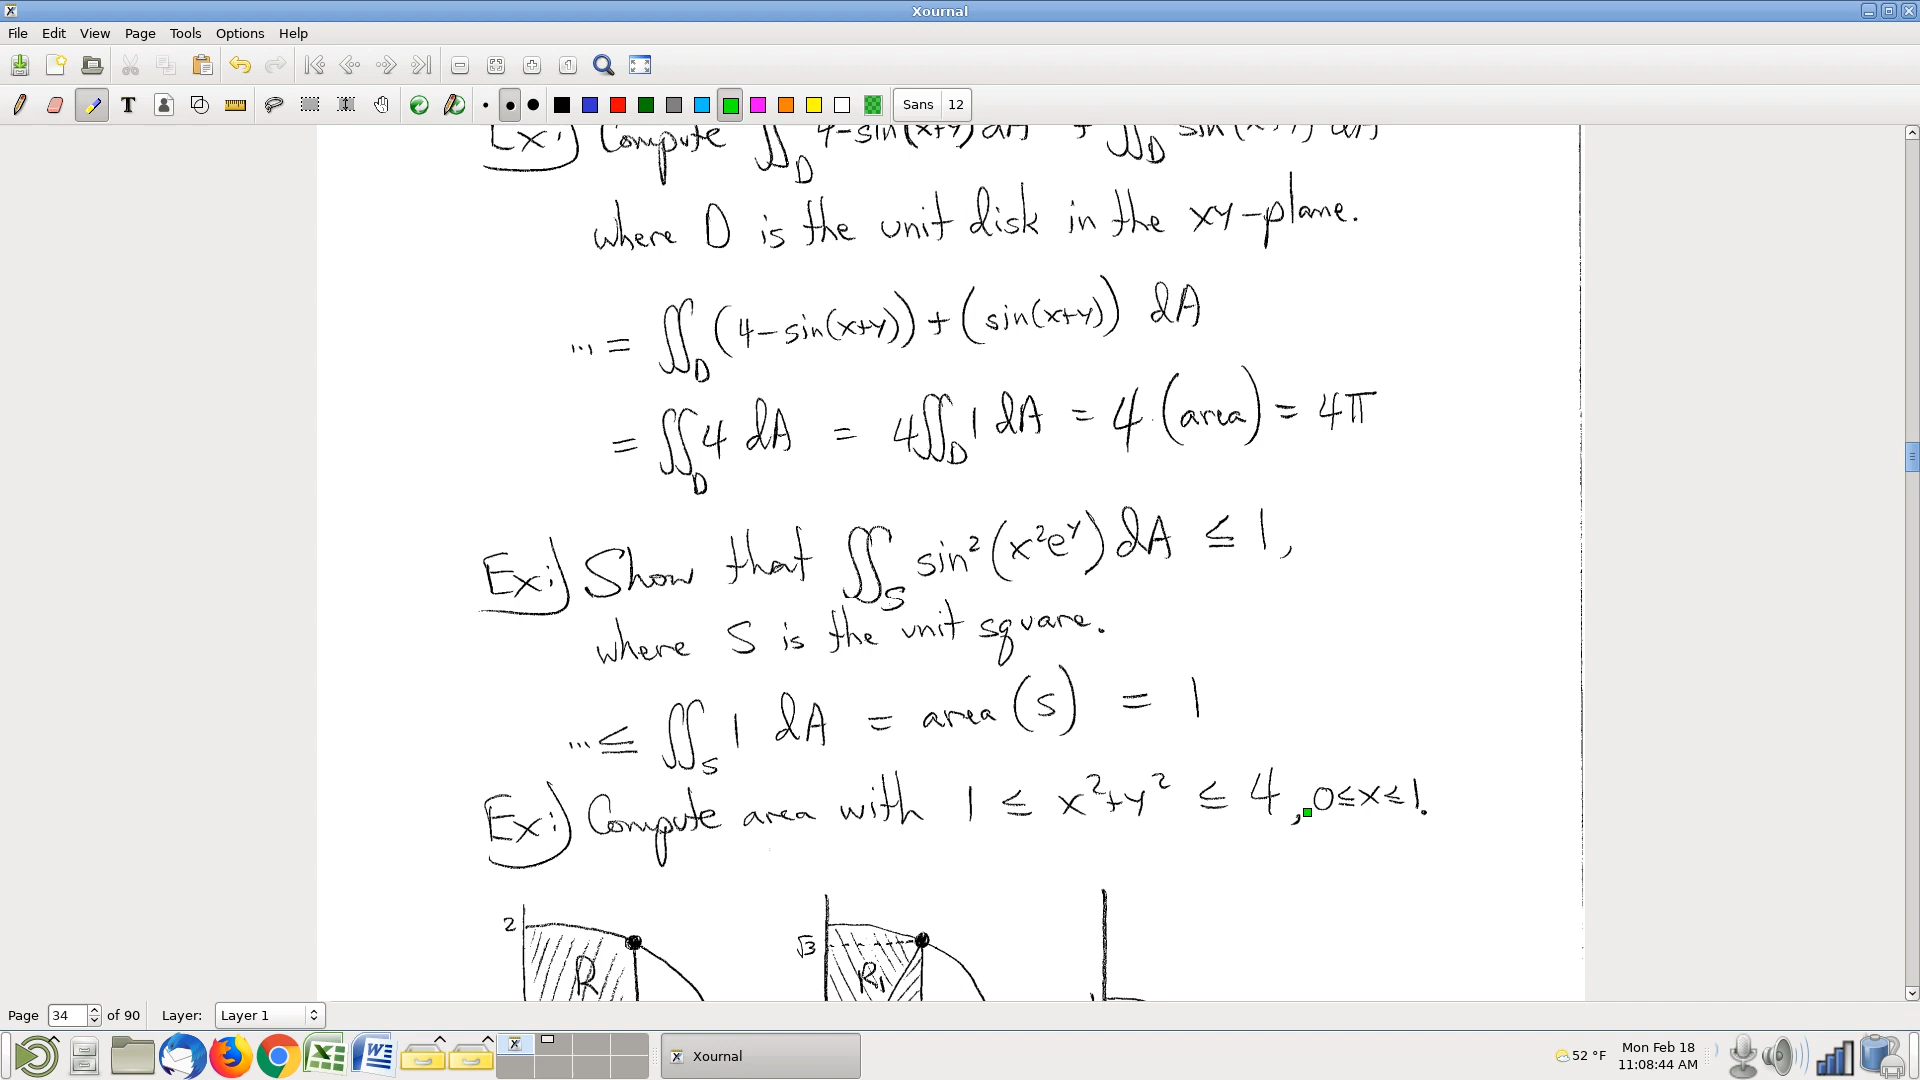 Xournal
File Edit View Page Tools Options Help
Sans 12
Ex:) Compute ∬_D 4-sin(x+y) dA + ∬_D sin(x+y) dA
where D is the unit disk in the xy-plane.
... = ∬_D (4-sin(x+y)) + (sin(x+y)) dA
= ∬_D 4 dA = 4∬_D 1 dA = 4·(area) = 4π
Ex:) Show that ∬_S sin²(x²e^y) dA ≤ 1,
where S is the unit square.
... ≤ ∬_S 1 dA = area (S) = 1
Ex:) Compute area with 1 ≤ x²+y² ≤ 4, 0≤x≤1.
2 √3
R R₁
Page 34 of 90 Layer: Layer 1
Xournal
52 °F
Mon Feb 18
11:08:44 AM